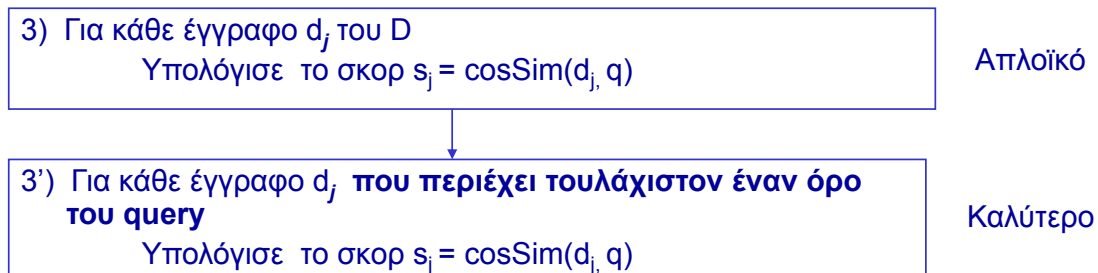 3) Για κάθε έγγραφο dj του D
Υπολόγισε το σκορ sj = cosSim(dj, q)
Απλοϊκό
3’) Για κάθε έγγραφο dj που περιέχει τουλάχιστον έναν όρο
του query
Υπολόγισε το σκορ sj = cosSim(dj, q)
Καλύτερο